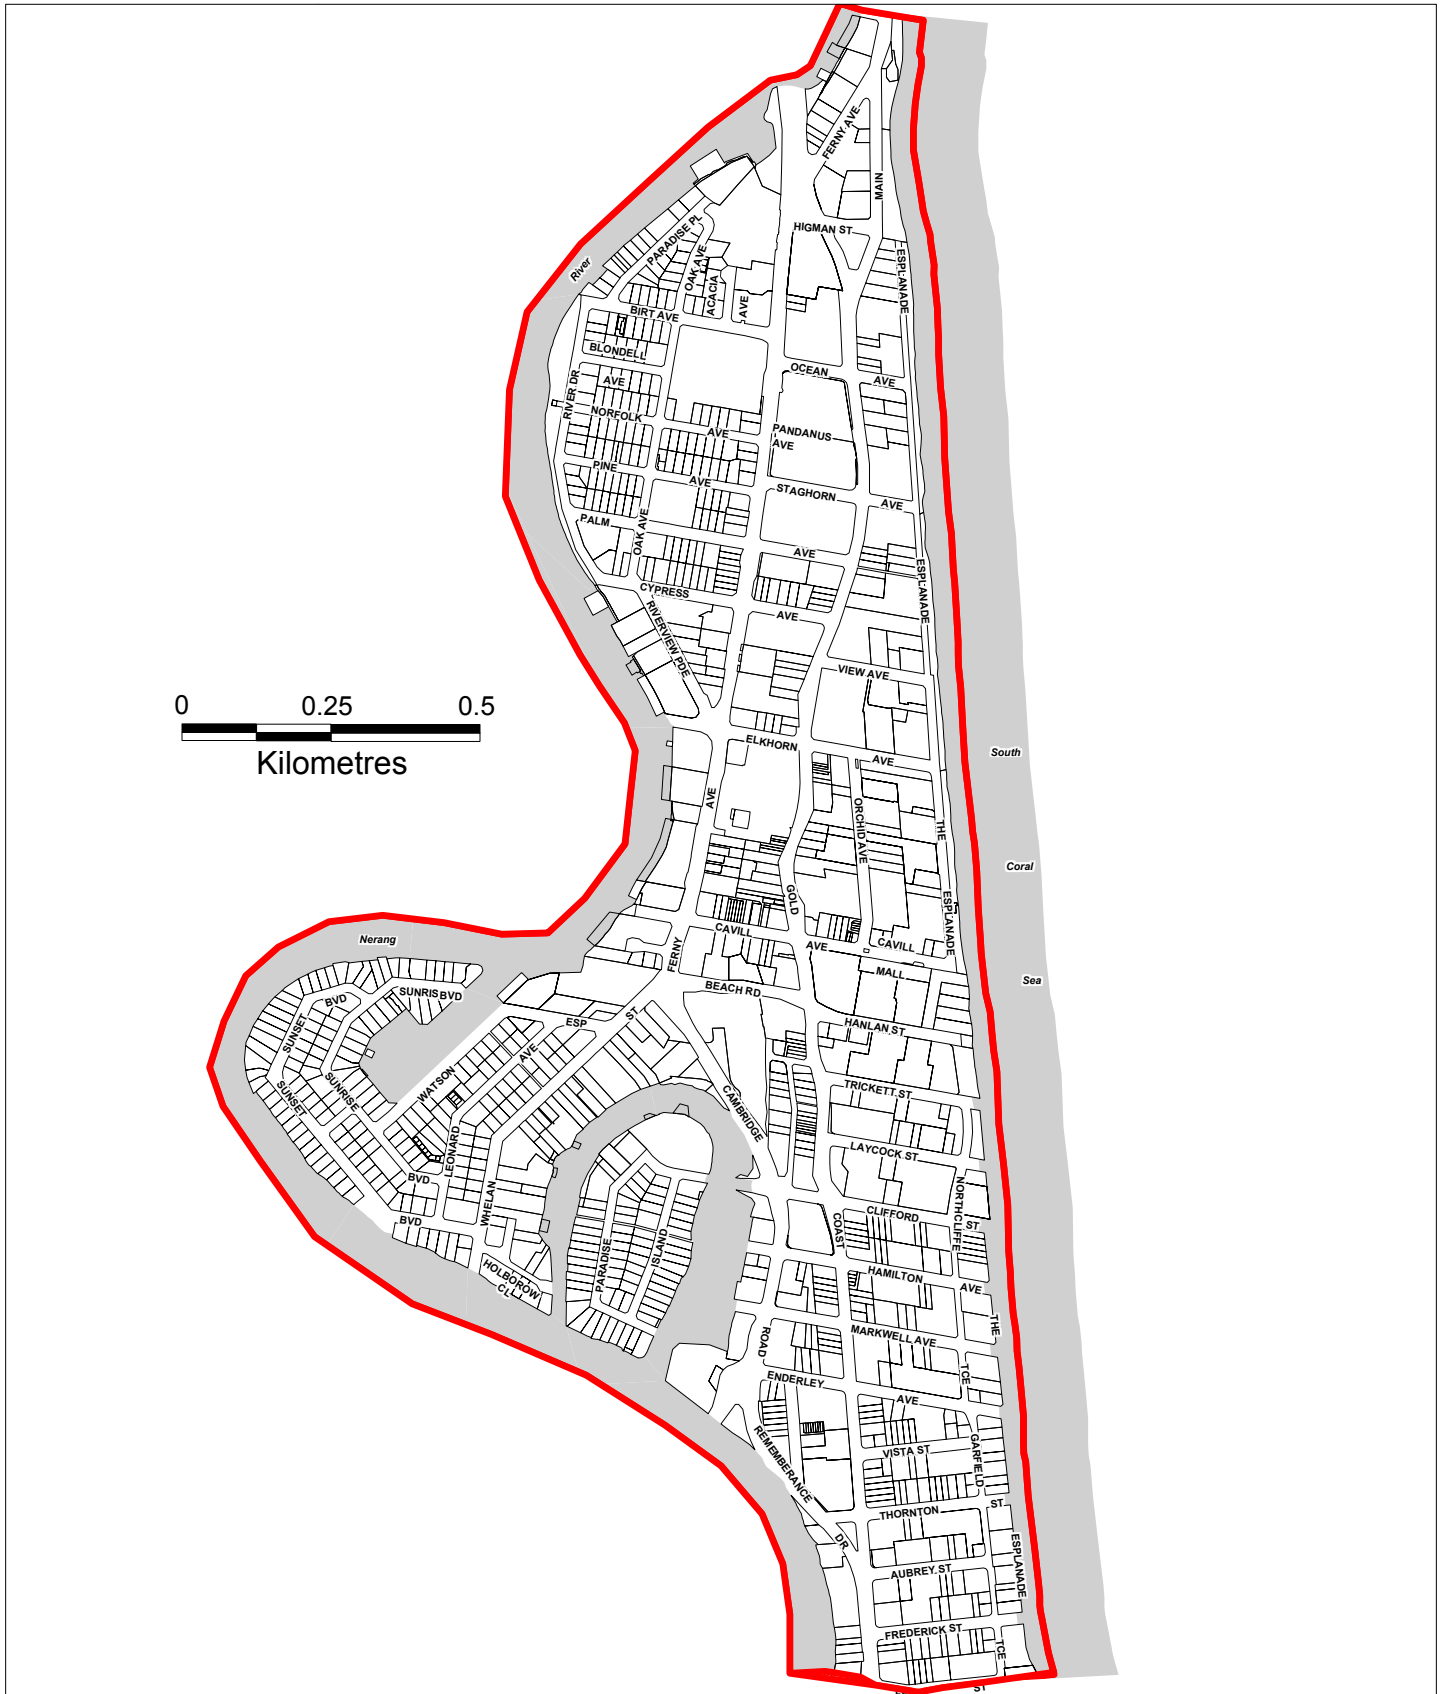 FERNY AVE
MAIN
HIGMAN ST
PARADISE PL
River
OAK AVE
ACACIA
AVE
ESPLANADE
BIRT AVE
BLONDELL
AVE
RIVER DR
OCEAN
AVE
NORFOLK
AVE
PANDANUS
AVE
PINE
AVE
STAGHORN
AVE
PALM
OAK AVE
AVE
CYPRESS
AVE
ESPLANADE
RIVERVIEW PDE
VIEW AVE
0 0.25 0.5
Kilometres
ELKHORN
AVE
South
AVE
ORCHID AVE
THE
Coral
GOLD
ESPLANADE
CAVILL
AVE
CAVILL
MALL
Nerang
FERNY
Sea
BEACH RD
SUNRIS BVD
BVD
SUNSET
ESP
ST
HANLAN ST
AVE
WATSON
SUNRISE
SUNSET
TRICKETT ST
CAMBRIDGE
LEONARD
LAYCOCK ST
BVD
WHELAN
NORTHCLIFFE
BVD
CLIFFORD
ST
COAST
ISLAND
PARADISE
HOLBOROW
CL
HAMILTON
AVE
THE
ROAD
MARKWELL AVE
TCE
ENDERLEY
AVE
REMEMBERANCE
VISTA ST
GARFIELD
THORNTON
ST
DR
ESPLANADE
AUBREY ST
FREDERICK ST
TCE
ST